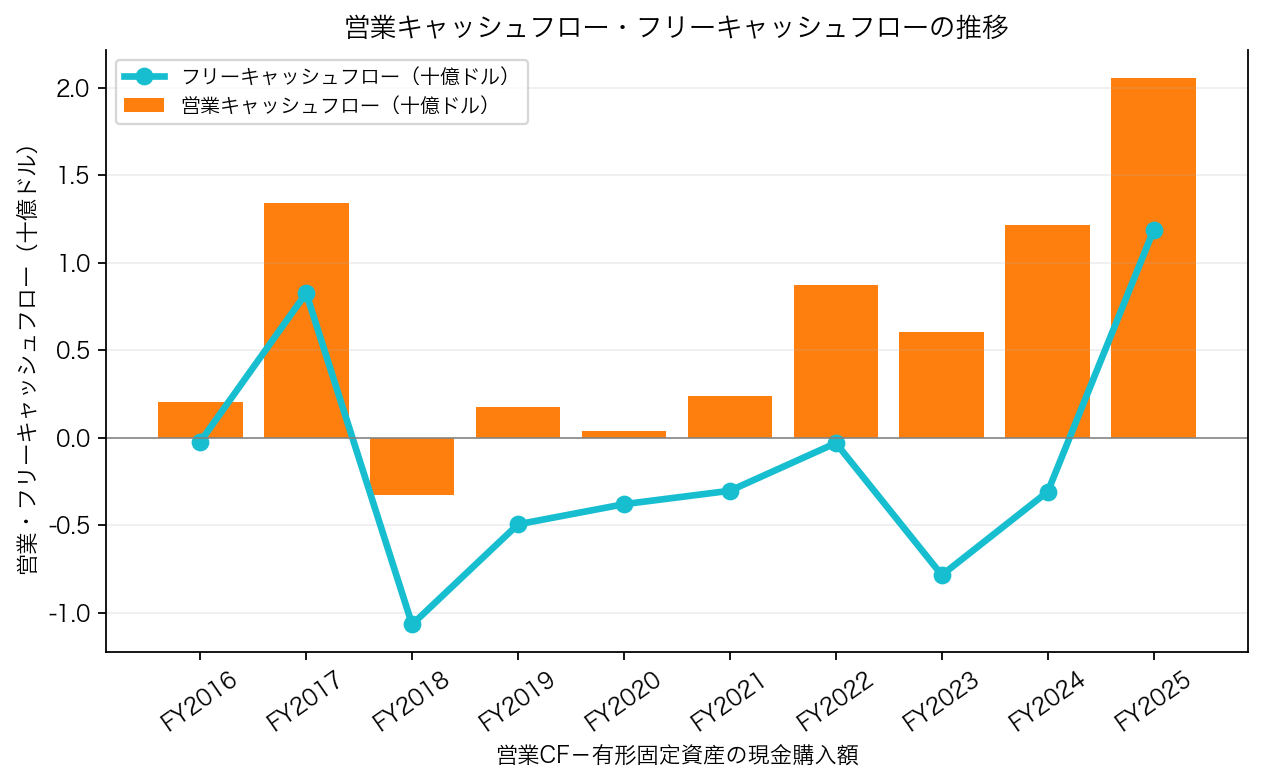 営業キャッシュフロー・フリーキャッシュフローの推移
フリーキャッシュフロー（十億ドル）
営業キャッシュフロー（十億ドル）
営業・フリーキャッシュフロー（十億ドル）
2.0
1.5
1.0
0.5
0.0
-0.5
-1.0
FY2016
FY2017
FY2018
FY2019
FY2020
FY2021
FY2022
FY2023
FY2024
FY2025
営業CF－有形固定資産の現金購入額